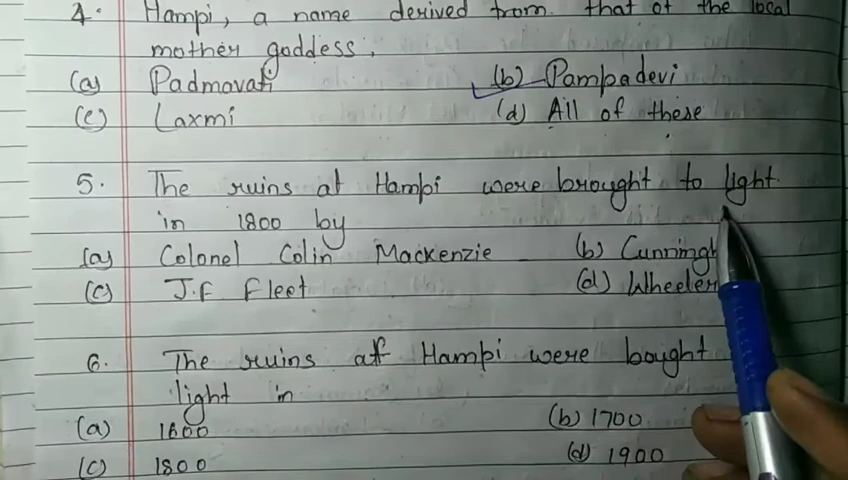 4. Hampi, a name derived from that of the local
mother goddess.
(a) Padmavati (b) Pampadevi
(c) Laxmi (d) All of these
5. The ruins at Hampi were brought to light
in 1800 by
(a) Colonel Colin Mackenzie (b) Cunningh
(c) J.F Fleet (d) Wheeler
6. The ruins at Hampi were bought
light in
(a) 1600 (b) 1700
(c) 1800 (d) 1900